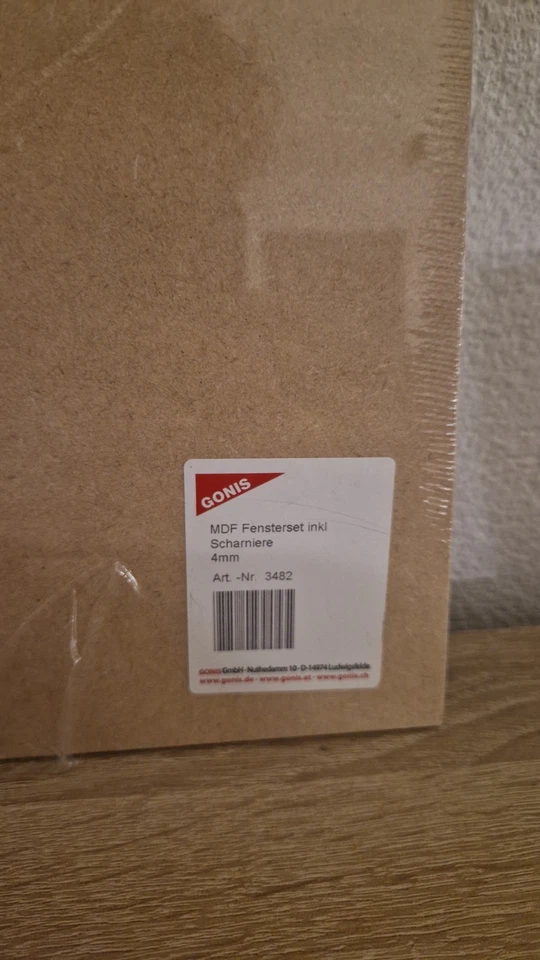 GONIS
MDF Fensterset inkl
Scharniere
4mm
Art. -Nr. 3482
GONIS GmbH · Nuthedamm 10 · D-14974 Ludwigsfelde
www.gonis.de · www.gonis.at · www.gonis.ch